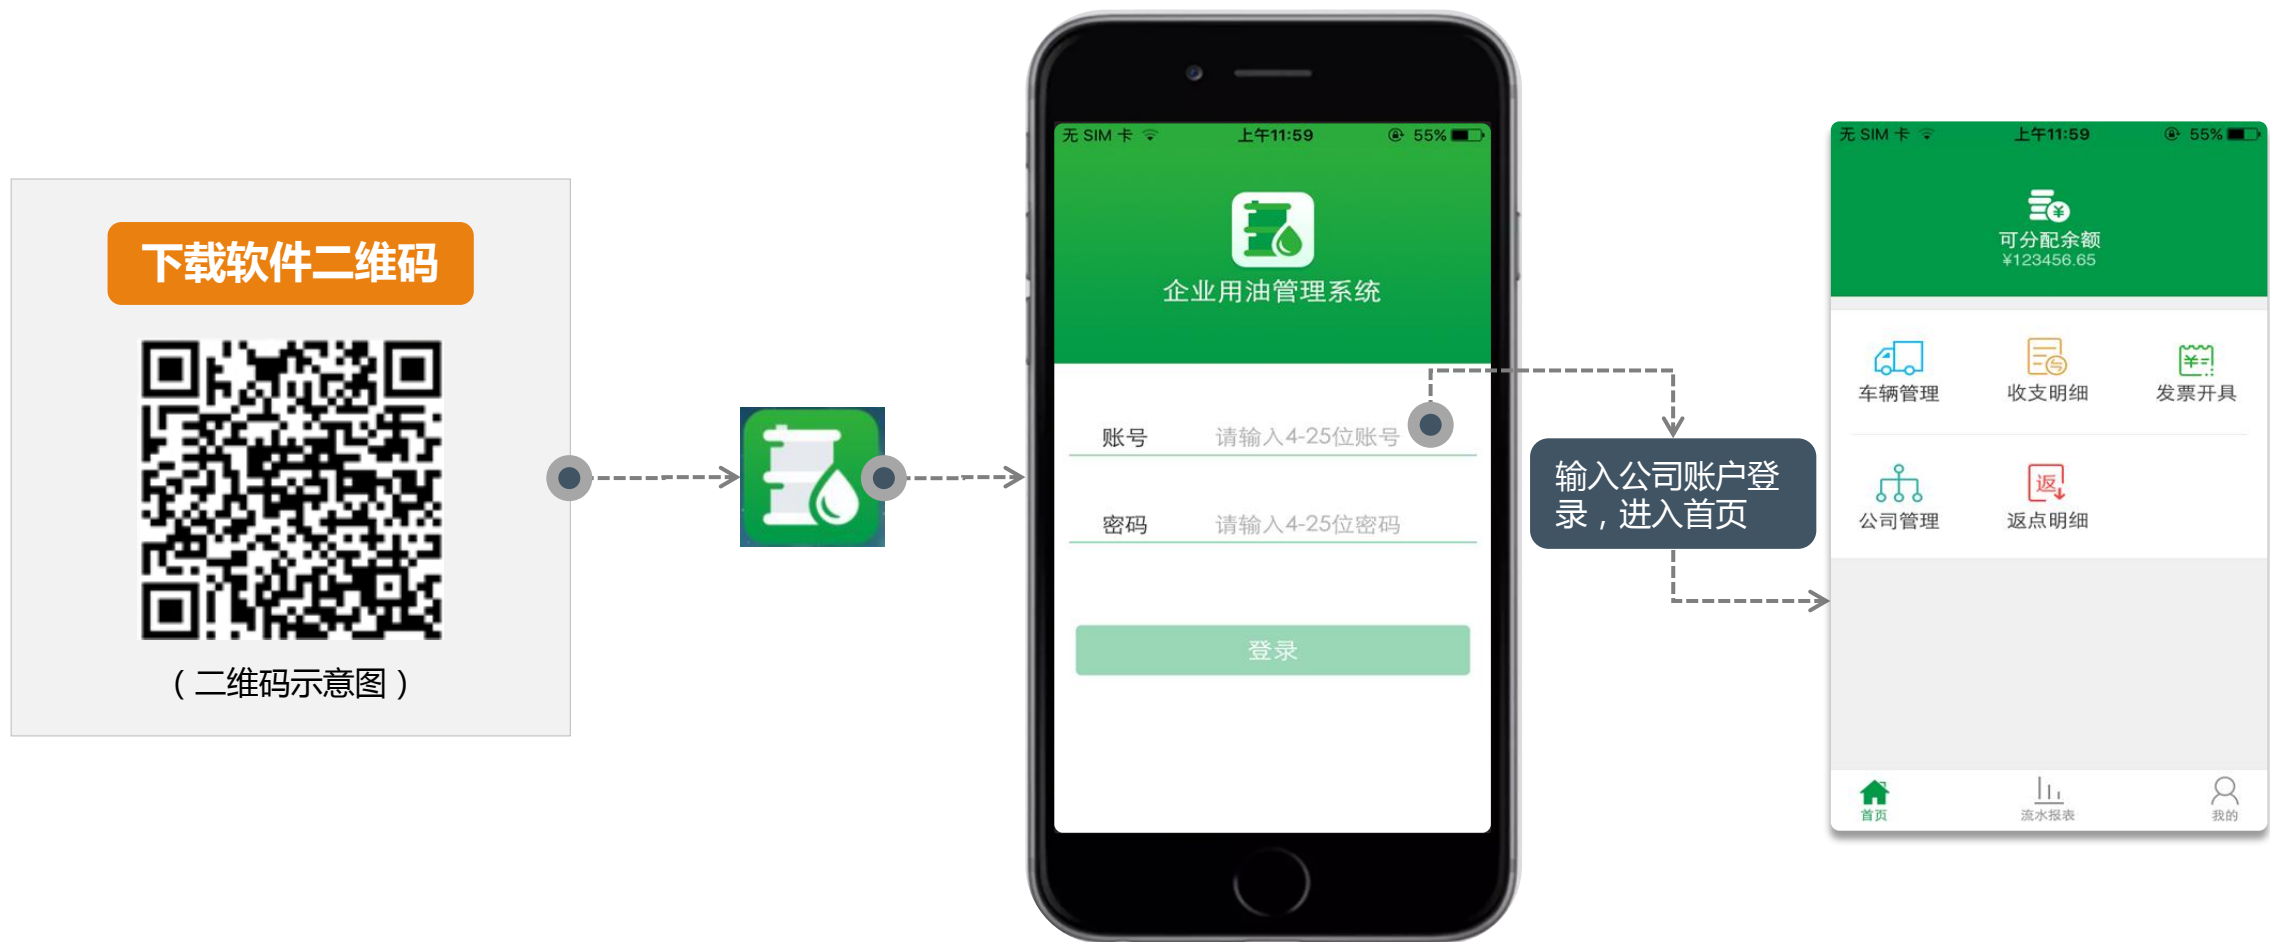 下载软件二维码
（二维码示意图）
无 SIM 卡 上午11:59 55%
企业用油管理系统
账号 请输入4-25位账号
密码 请输入4-25位密码
登录
输入公司账户登
录，进入首页
无 SIM 卡 上午11:59 55%
可分配余额
¥123456.65
车辆管理 收支明细 发票开具
返
公司管理 返点明细
首页 流水报表 我的